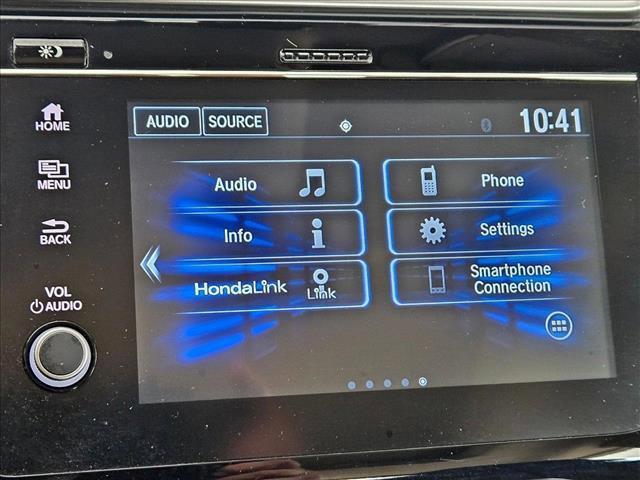 AUDIO SOURCE 10:41
HOME
MENU
BACK
VOL
AUDIO
Audio
Phone
Info
Settings
HondaLink Link
Smartphone
Connection